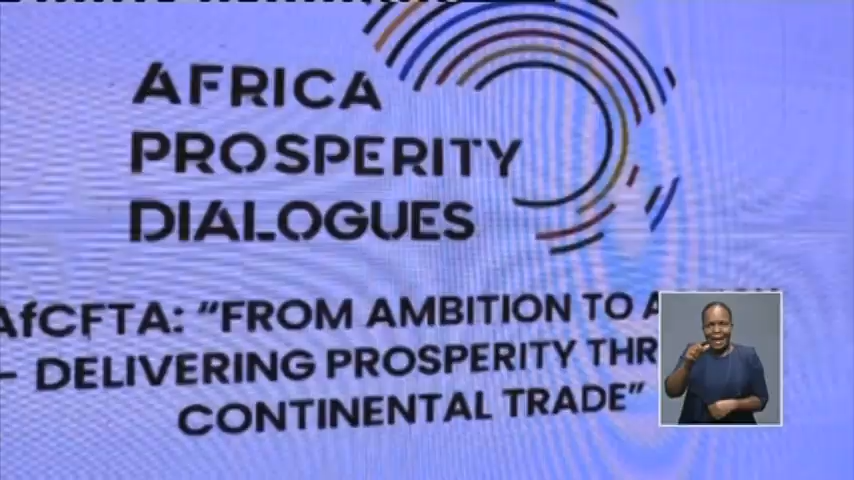 AFRICA
PROSPERITY
DIALOGUES
AfCFTA: “FROM AMBITION TO
– DELIVERING PROSPERITY
CONTINENTAL TRADE”